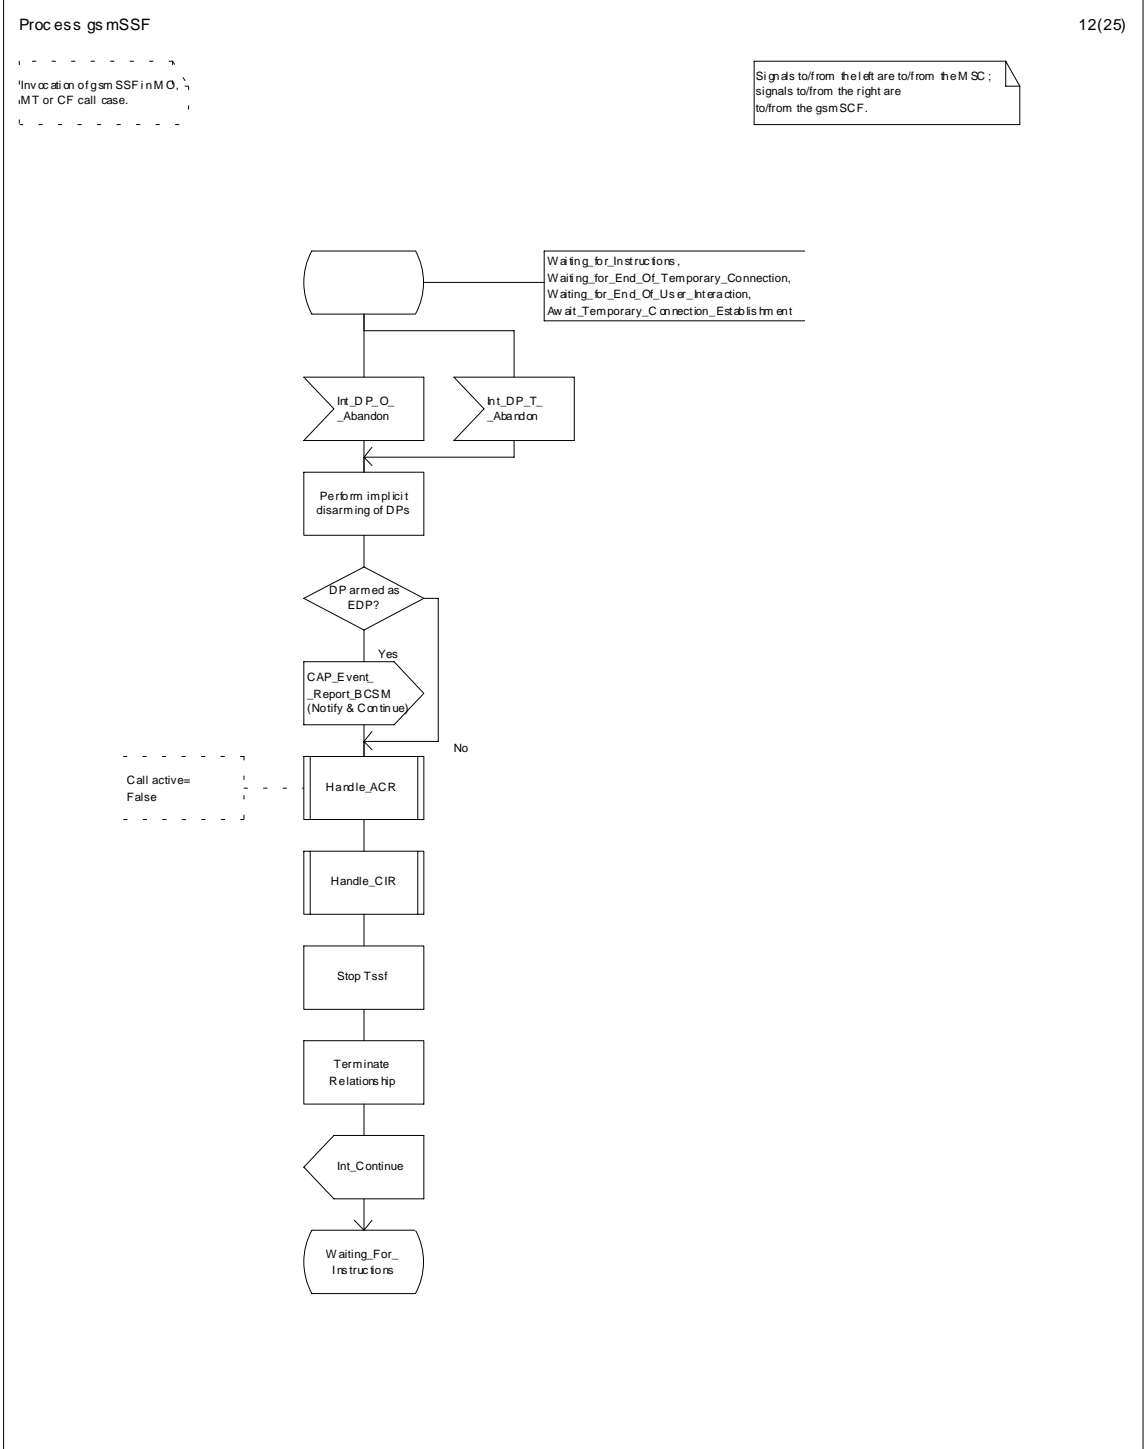 Process gsmSSF
12(25)
Invocation of gsmSSF in MO,
MT or CF call case.
Signals to/from the left are to/from the MSC;
signals to/from the right are
to/from the gsmSCF.
Waiting_for_Instructions,
Waiting_for_End_Of_Temporary_Connection,
Waiting_for_End_Of_User_Interaction,
Await_Temporary_Connection_Establishment
Int_DP_O_
_Abandon
Int_DP_T_
_Abandon
Perform implicit
disarming of DPs
DP armed as
EDP?
Yes
CAP_Event_
_Report_BCSM
(Notify & Continue)
No
Call active=
False
Handle_ACR
Handle_CIR
Stop Tssf
Terminate
Relationship
Int_Continue
Waiting_For_
Instructions